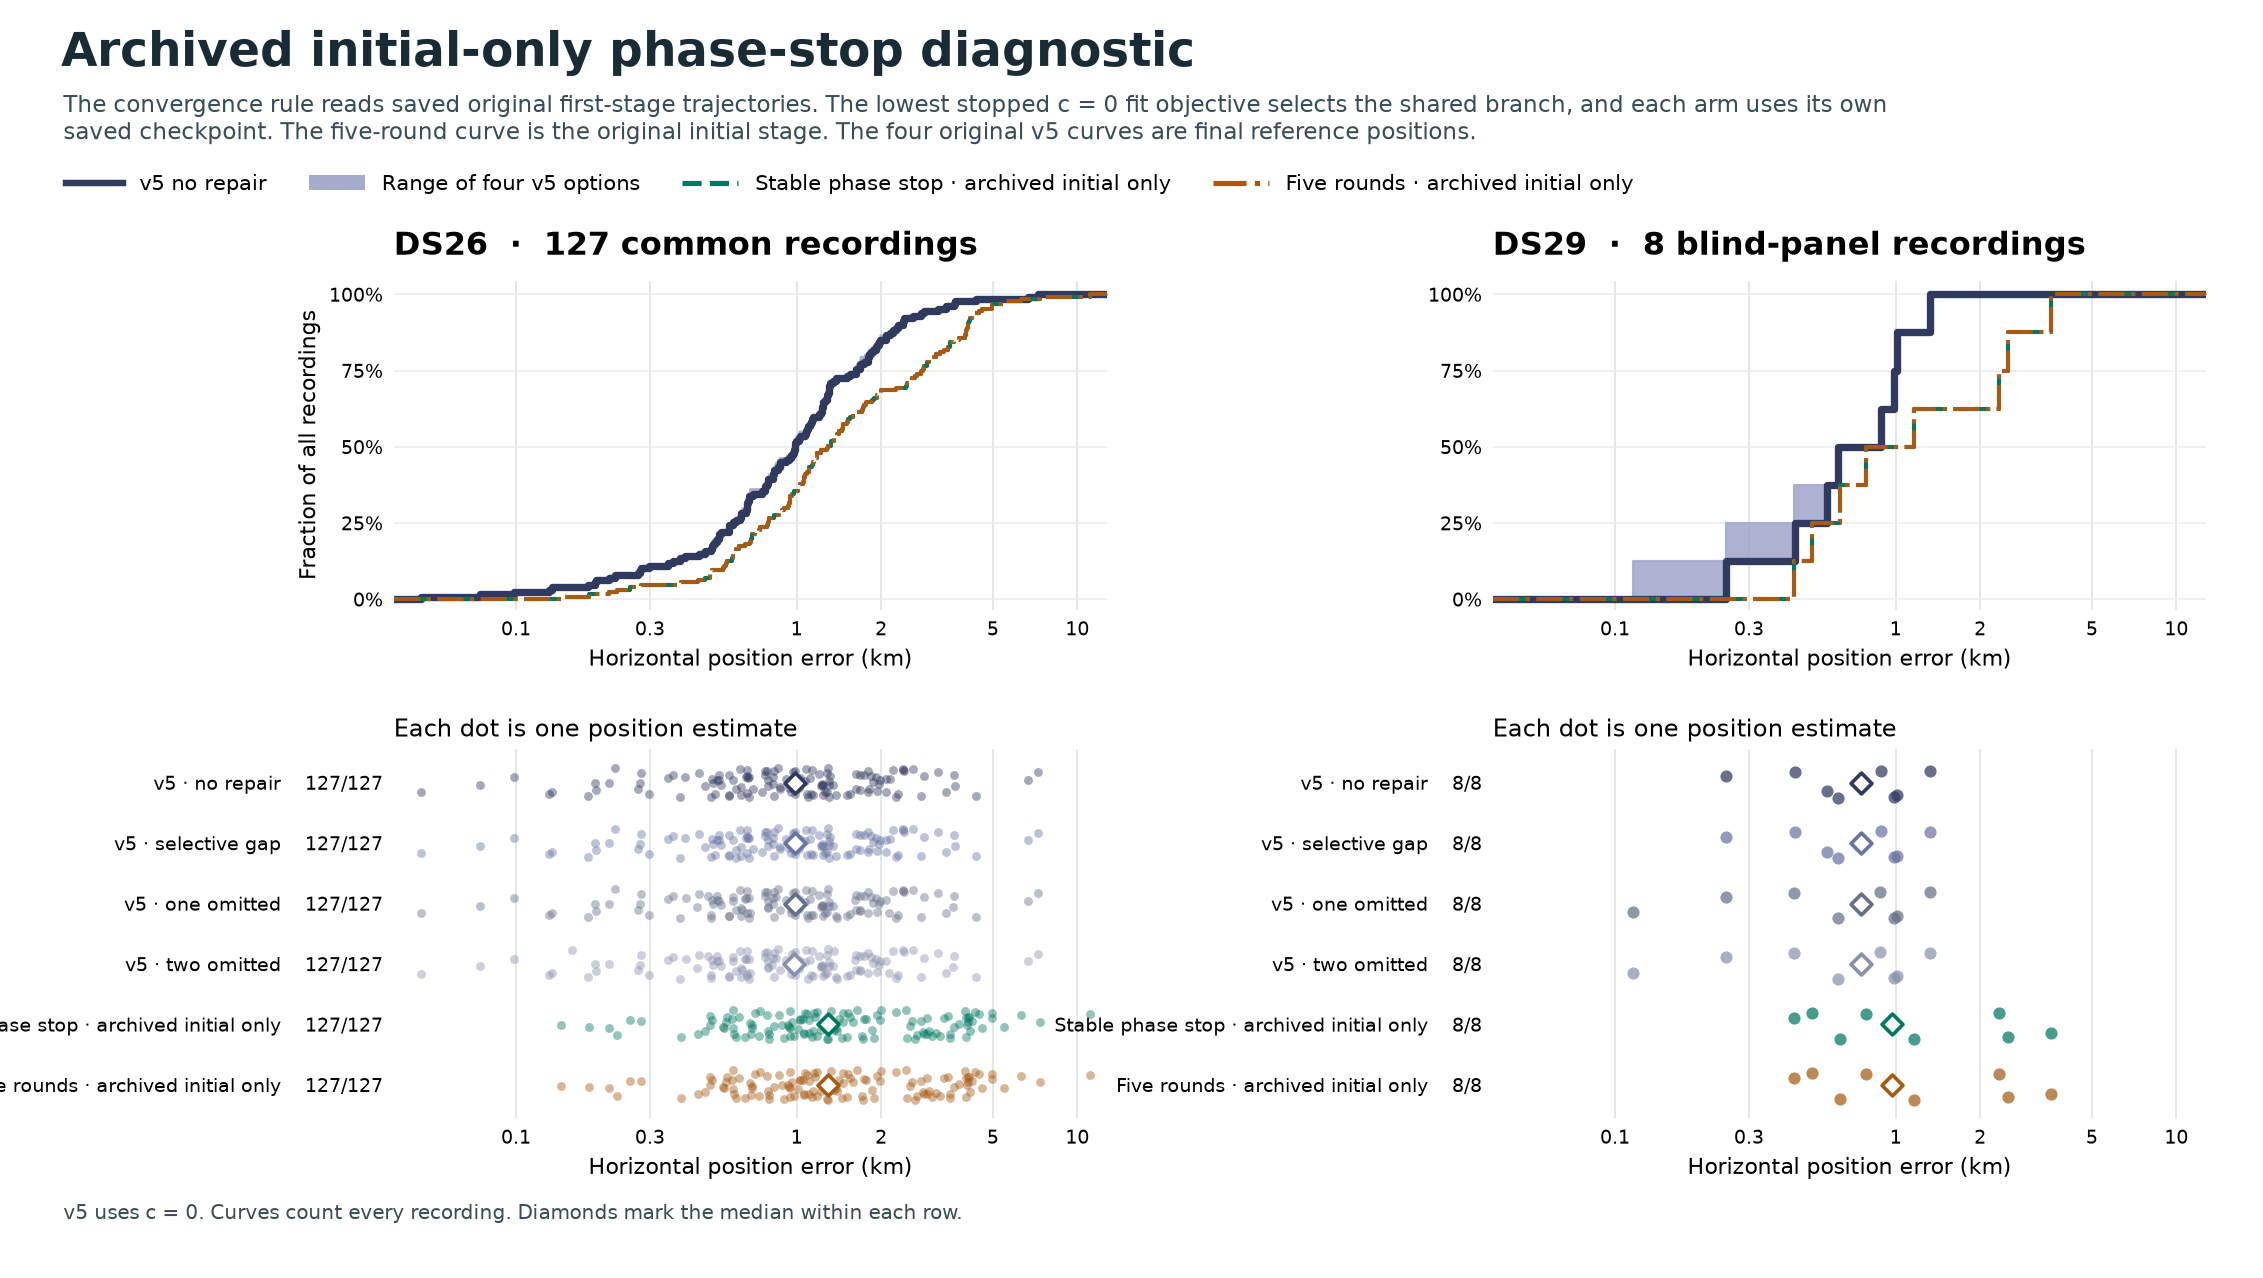 Archived initial-only phase-stop diagnostic
The convergence rule reads saved original first-stage trajectories. The lowest stopped c = 0 fit objective selects the shared branch, and each arm uses its own
saved checkpoint. The five-round curve is the original initial stage. The four original v5 curves are final reference positions.
v5 no repair
Range of four v5 options
Stable phase stop · archived initial only
Five rounds · archived initial only
DS26 · 127 common recordings
Fraction of all recordings
100%
75%
50%
25%
0%
0.1 0.3 1 2 5 10
Horizontal position error (km)
DS29 · 8 blind-panel recordings
100%
75%
50%
25%
0%
0.1 0.3 1 2 5 10
Horizontal position error (km)
Each dot is one position estimate
v5 · no repair 127/127
v5 · selective gap 127/127
v5 · one omitted 127/127
v5 · two omitted 127/127
ase stop · archived initial only 127/127
e rounds · archived initial only 127/127
0.1 0.3 1 2 5 10
Horizontal position error (km)
Each dot is one position estimate
v5 · no repair 8/8
v5 · selective gap 8/8
v5 · one omitted 8/8
v5 · two omitted 8/8
Stable phase stop · archived initial only 8/8
Five rounds · archived initial only 8/8
0.1 0.3 1 2 5 10
Horizontal position error (km)
v5 uses c = 0. Curves count every recording. Diamonds mark the median within each row.